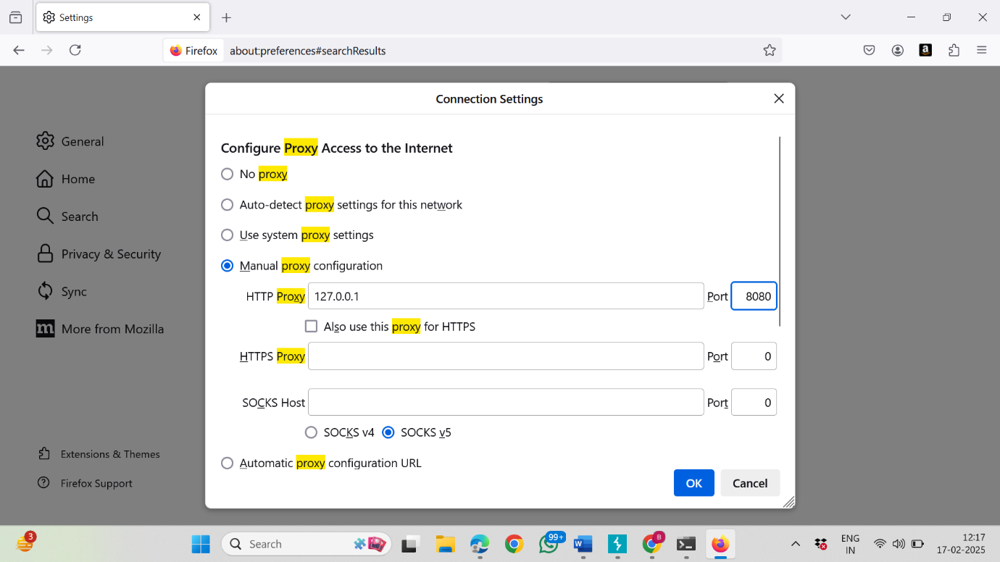 Settings
Firefox
about:preferences#searchResults
a
Connection Settings
General
Home
Search
Privacy & Security
Sync
m More from Mozilla
Extensions & Themes
Firefox Support
Configure Proxy Access to the Internet
No proxy
Auto-detect proxy settings for this network
Use system proxy settings
Manual proxy configuration
HTTP Proxy 127.0.0.1 Port 8080
Also use this proxy for HTTPS
HTTPS Proxy Port 0
SOCKS Host Port 0
SOCKS v4 SOCKS v5
Automatic proxy configuration URL
OK Cancel
3
Search
99+
W
8
ENG
IN
12:17
17-02-2025